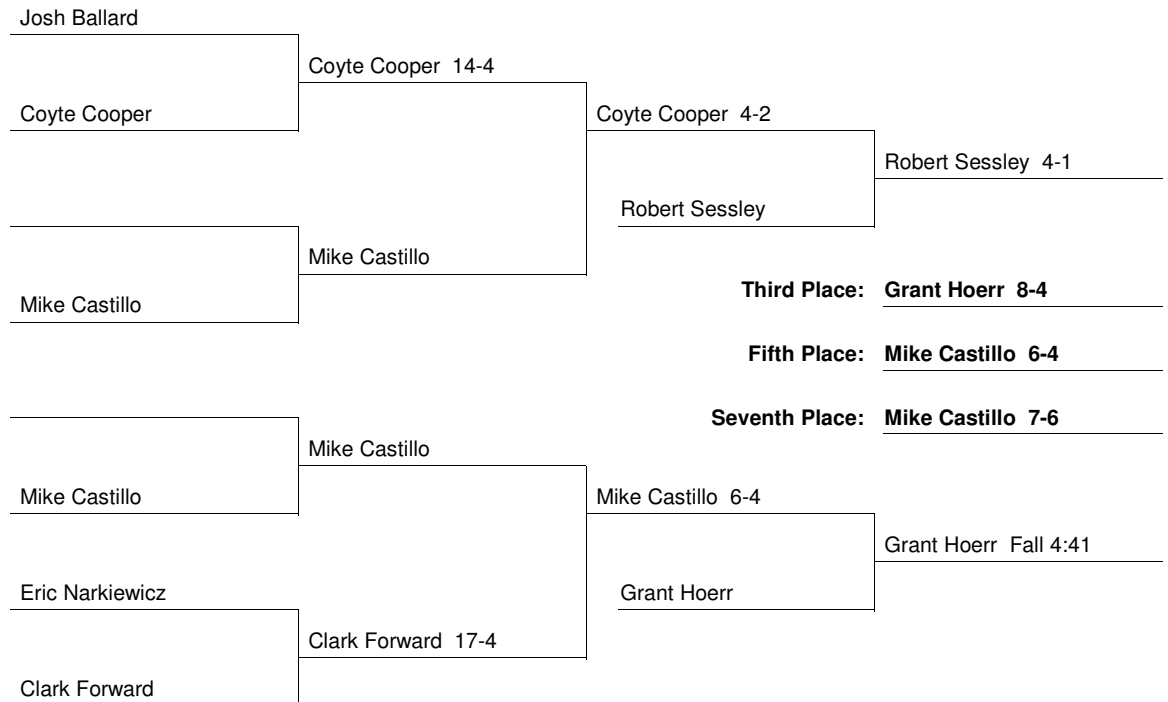 Josh Ballard
Coyte Cooper 14-4
Coyte Cooper
Coyte Cooper 4-2
Robert Sessley 4-1
Robert Sessley
Mike Castillo
Mike Castillo
Third Place: Grant Hoerr 8-4
Fifth Place: Mike Castillo 6-4
Seventh Place: Mike Castillo 7-6
Mike Castillo
Mike Castillo
Mike Castillo 6-4
Grant Hoerr Fall 4:41
Eric Narkiewicz
Grant Hoerr
Clark Forward 17-4
Clark Forward